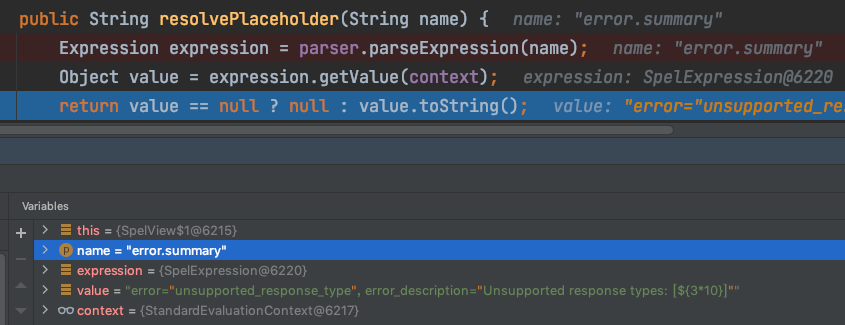 public String resolvePlaceholder(String name) {   name: "error.summary"
Expression expression = parser.parseExpression(name);   name: "error.summary"
Object value = expression.getValue(context);   expression: SpelExpression@6220
return value == null ? null : value.toString();   value: "error="unsupported_re
Variables
this = {SpelView$1@6215}
p name = "error.summary"
expression = {SpelExpression@6220}
value = "error="unsupported_response_type", error_description="Unsupported response types: [${3*10}]""
context = {StandardEvaluationContext@6217}